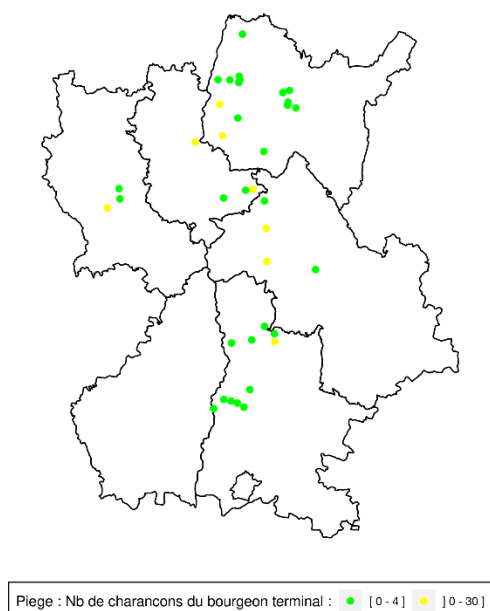 Piege : Nb de charancons du bourgeon terminal : [ 0 - 4 ] ] 0 - 30 ]